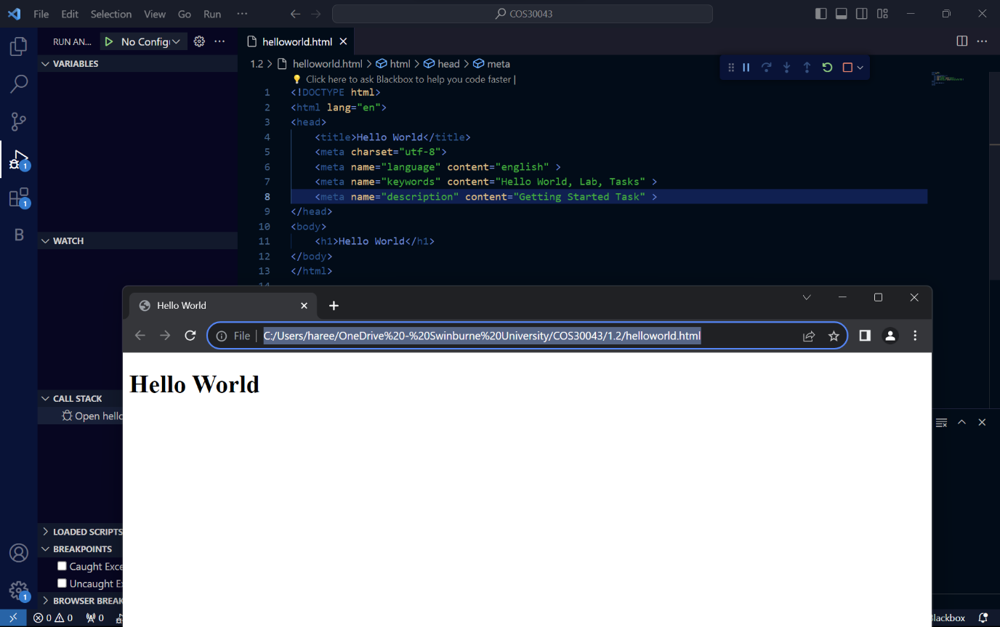 File Edit Selection View Go Run ··· COS30043
RUN AN... No Config
helloworld.html
VARIABLES
1.2 > helloworld.html > html > head > meta
Click here to ask Blackbox to help you code faster |
1 <!DOCTYPE html>
2 <html lang="en">
3 <head>
4 <title>Hello World</title>
5 <meta charset="utf-8">
6 <meta name="language" content="english" >
7 <meta name="keywords" content="Hello World, Lab, Tasks" >
8 <meta name="description" content="Getting Started Task" >
9 </head>
10 <body>
11 <h1>Hello World</h1>
12 </body>
13 </html>
14
1
1
B
WATCH
Hello World
File | C:/Users/haree/OneDrive%20-%20Swinburne%20University/COS30043/1.2/helloworld.html
Hello World
CALL STACK
Open hello
LOADED SCRIPTS
BREAKPOINTS
Caught Exce
Uncaught Ex
1
BROWSER BREAK
0 0 0
lackbox